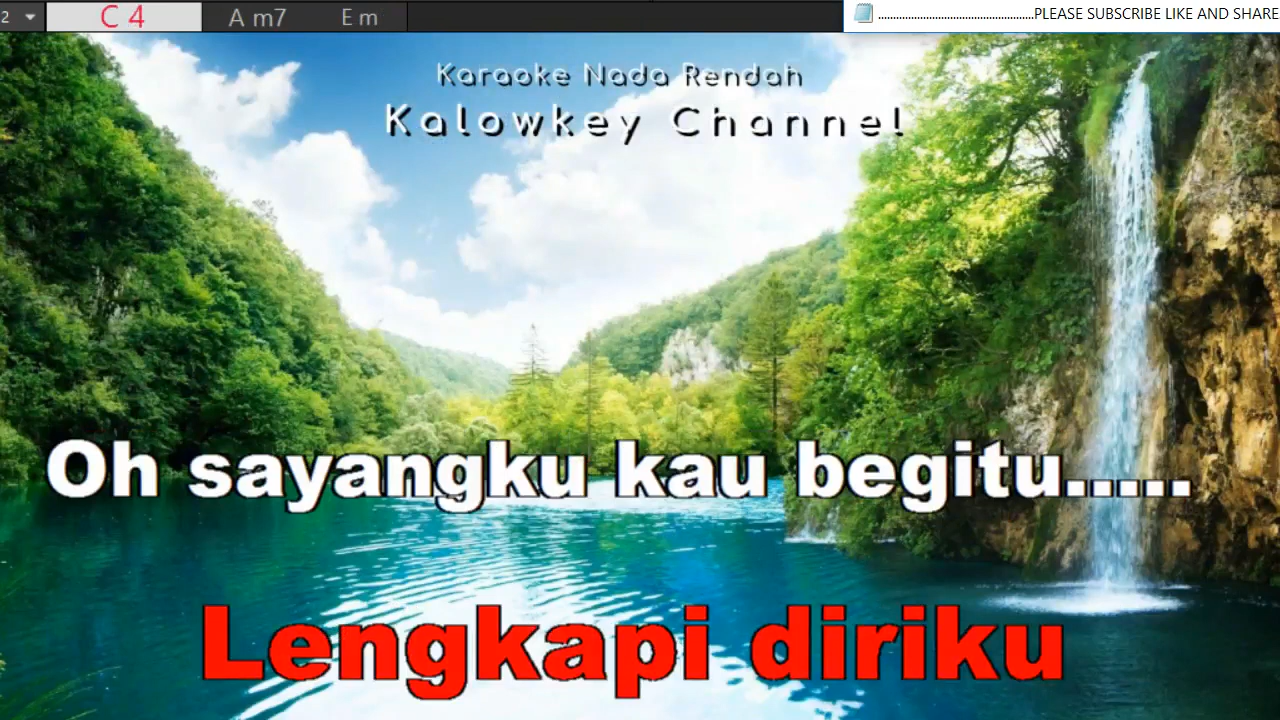 2 C 4 A m7 E m
.....................................................PLEASE SUBSCRIBE LIKE AND SHARE
Karaoke Nada Rendah
Kalowkey Channel
Oh sayangku kau begitu.....
Lengkapi diriku